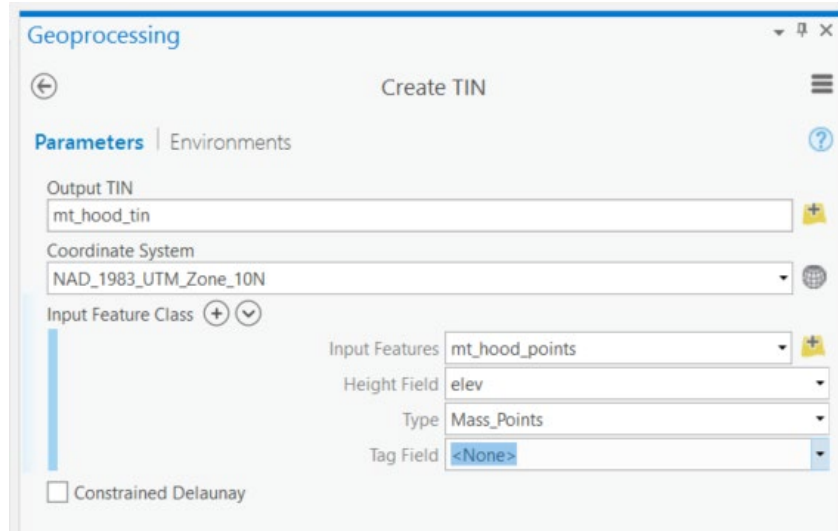 Geoprocessing
Create TIN
Parameters | Environments
Output TIN
mt_hood_tin
Coordinate System
NAD_1983_UTM_Zone_10N
Input Feature Class
Input Features mt_hood_points
Height Field elev
Type Mass_Points
Tag Field <None>
Constrained Delaunay